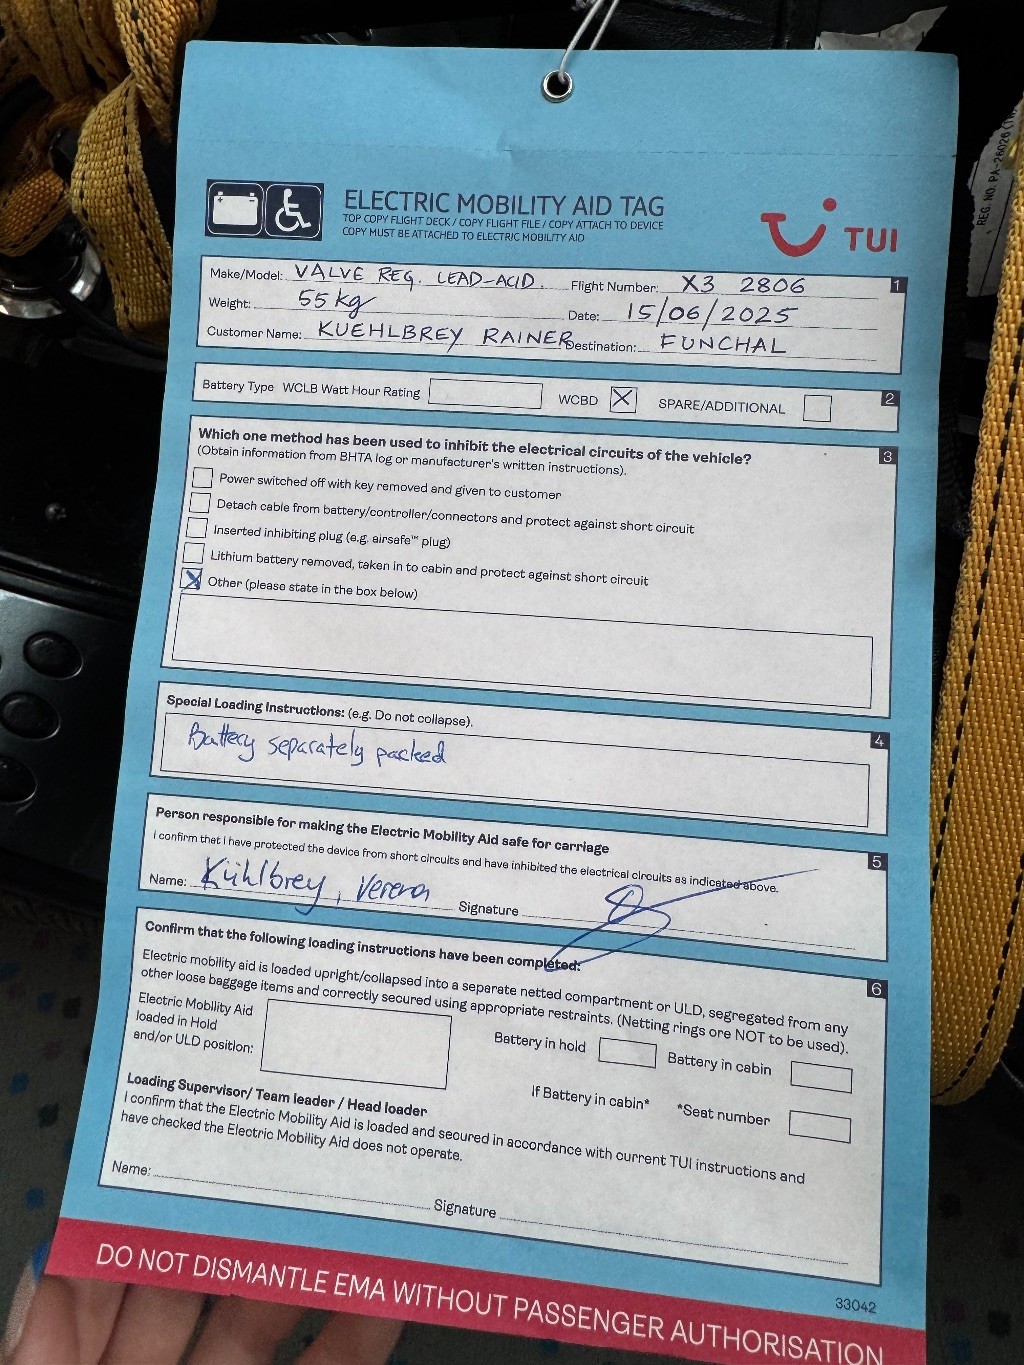 ELECTRIC MOBILITY AID TAG
TOP COPY FLIGHT DECK / COPY FLIGHT FILE / COPY ATTACH TO DEVICE
COPY MUST BE ATTACHED TO ELECTRIC MOBILITY AID
TUI
REG. NO. PA-26026
1
Make/Model: VALVE REG. LEAD-ACID. Flight Number: X3 2806
Weight: 55 kg Date: 15/06/2025
Customer Name: KUEHLBREY RAINER Destination: FUNCHAL
2
Battery Type WCLB Watt Hour Rating WCBD X SPARE/ADDITIONAL
3
Which one method has been used to inhibit the electrical circuits of the vehicle?
(Obtain information from BHTA log or manufacturer's written instructions).
Power switched off with key removed and given to customer
Detach cable from battery/controller/connectors and protect against short circuit
Inserted inhibiting plug (e.g. airsafe™ plug)
Lithium battery removed, taken in to cabin and protect against short circuit
X Other (please state in the box below)
4
Special Loading Instructions: (e.g. Do not collapse).
Battery separately packed
5
Person responsible for making the Electric Mobility Aid safe for carriage
I confirm that I have protected the device from short circuits and have inhibited the electrical circuits as indicated above.
Name: Kühlbrey, Verena Signature
6
Confirm that the following loading instructions have been completed:
Electric mobility aid is loaded upright/collapsed into a separate netted compartment or ULD, segregated from any
other loose baggage items and correctly secured using appropriate restraints. (Netting rings are NOT to be used).
Electric Mobility Aid
loaded in Hold
and/or ULD position:
Battery in hold Battery in cabin
If Battery in cabin* *Seat number
Loading Supervisor/ Team leader / Head loader
I confirm that the Electric Mobility Aid is loaded and secured in accordance with current TUI instructions and
have checked the Electric Mobility Aid does not operate.
Name: Signature
33042
DO NOT DISMANTLE EMA WITHOUT PASSENGER AUTHORISATION